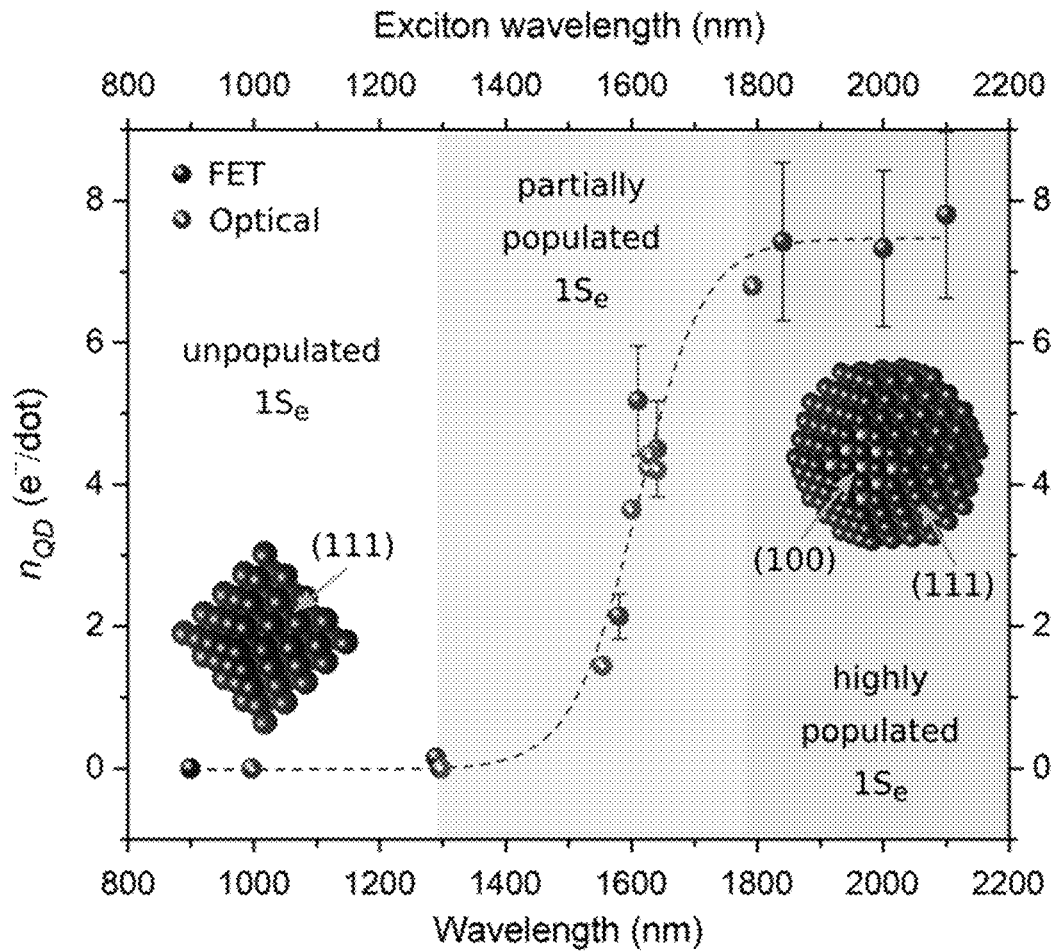 Exciton wavelength (nm)
800 1000 1200 1400 1600 1800 2000 2200
FET
Optical
partially
populated
1Se
unpopulated
1Se
8
6
4
2
0
nQD (e⁻/dot)
8
6
4
2
0
(111)
(100)
(111)
highly
populated
1Se
800 1000 1200 1400 1600 1800 2000 2200
Wavelength (nm)